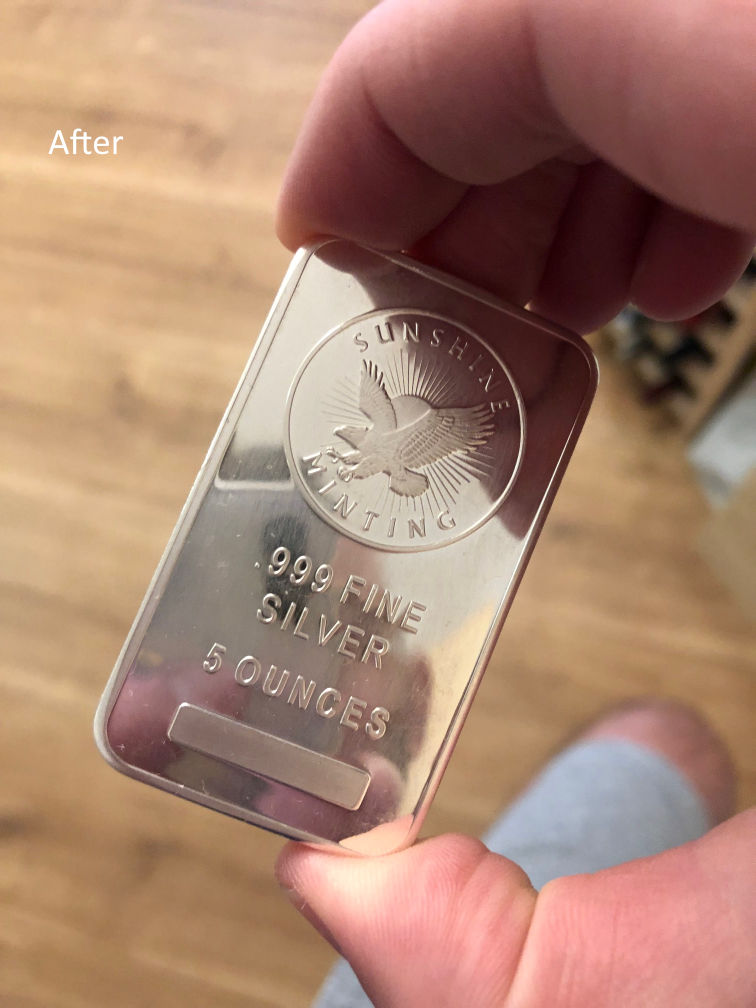 After
SUNSHINE
MINTING
.999 FINE
SILVER
5 OUNCES